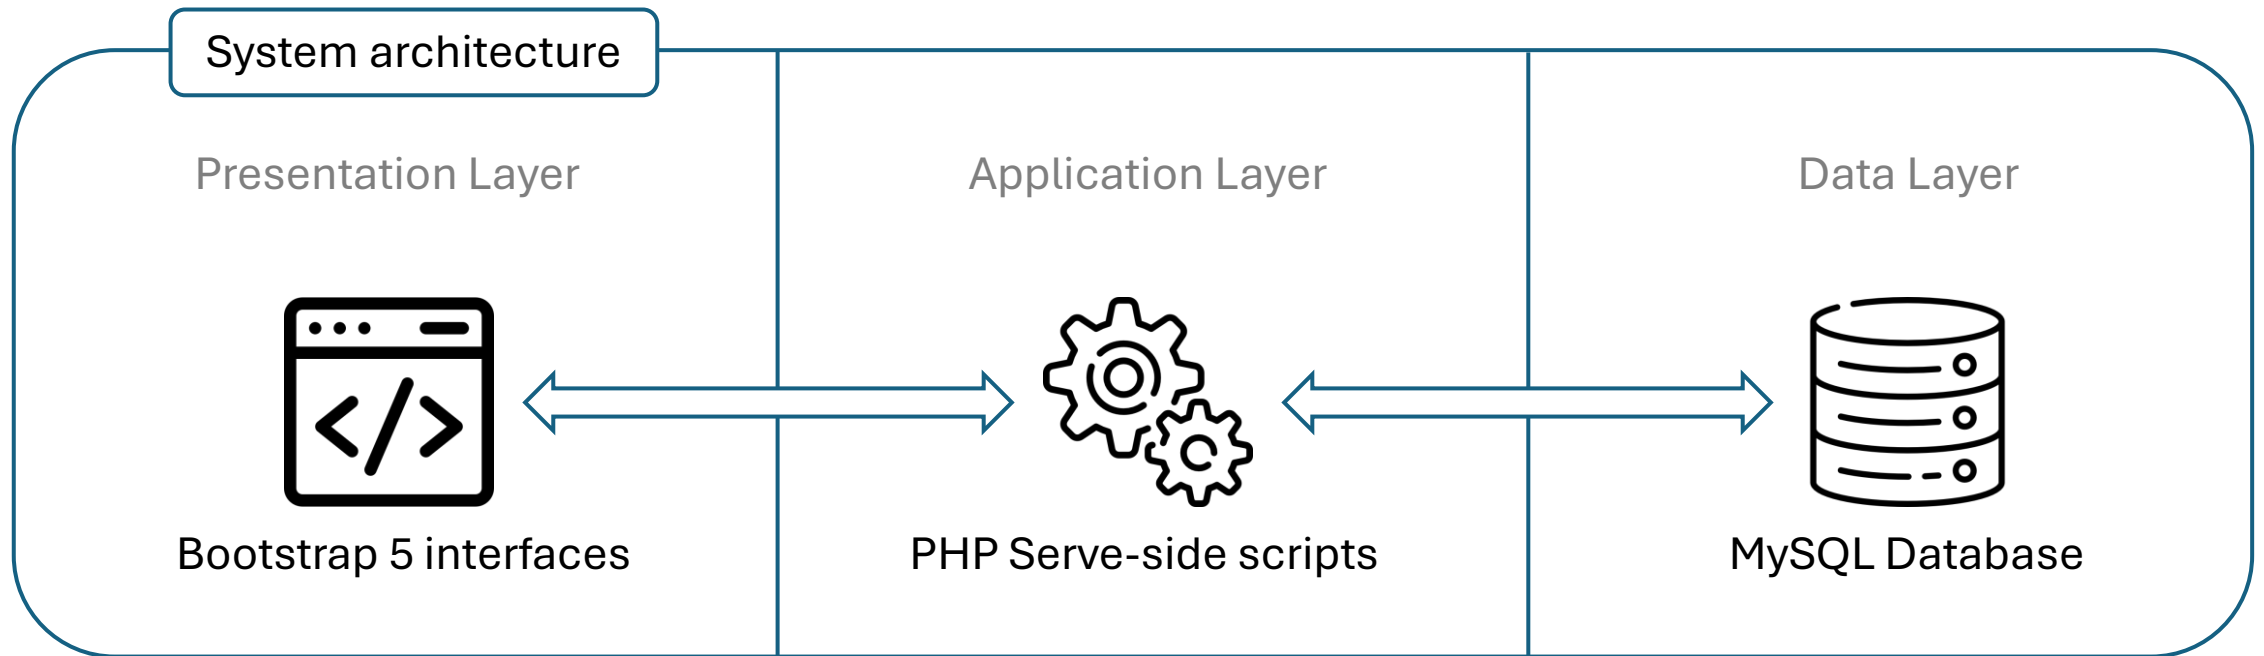 System architecture
Presentation Layer
Application Layer
Data Layer
Bootstrap 5 interfaces
PHP Serve-side scripts
MySQL Database